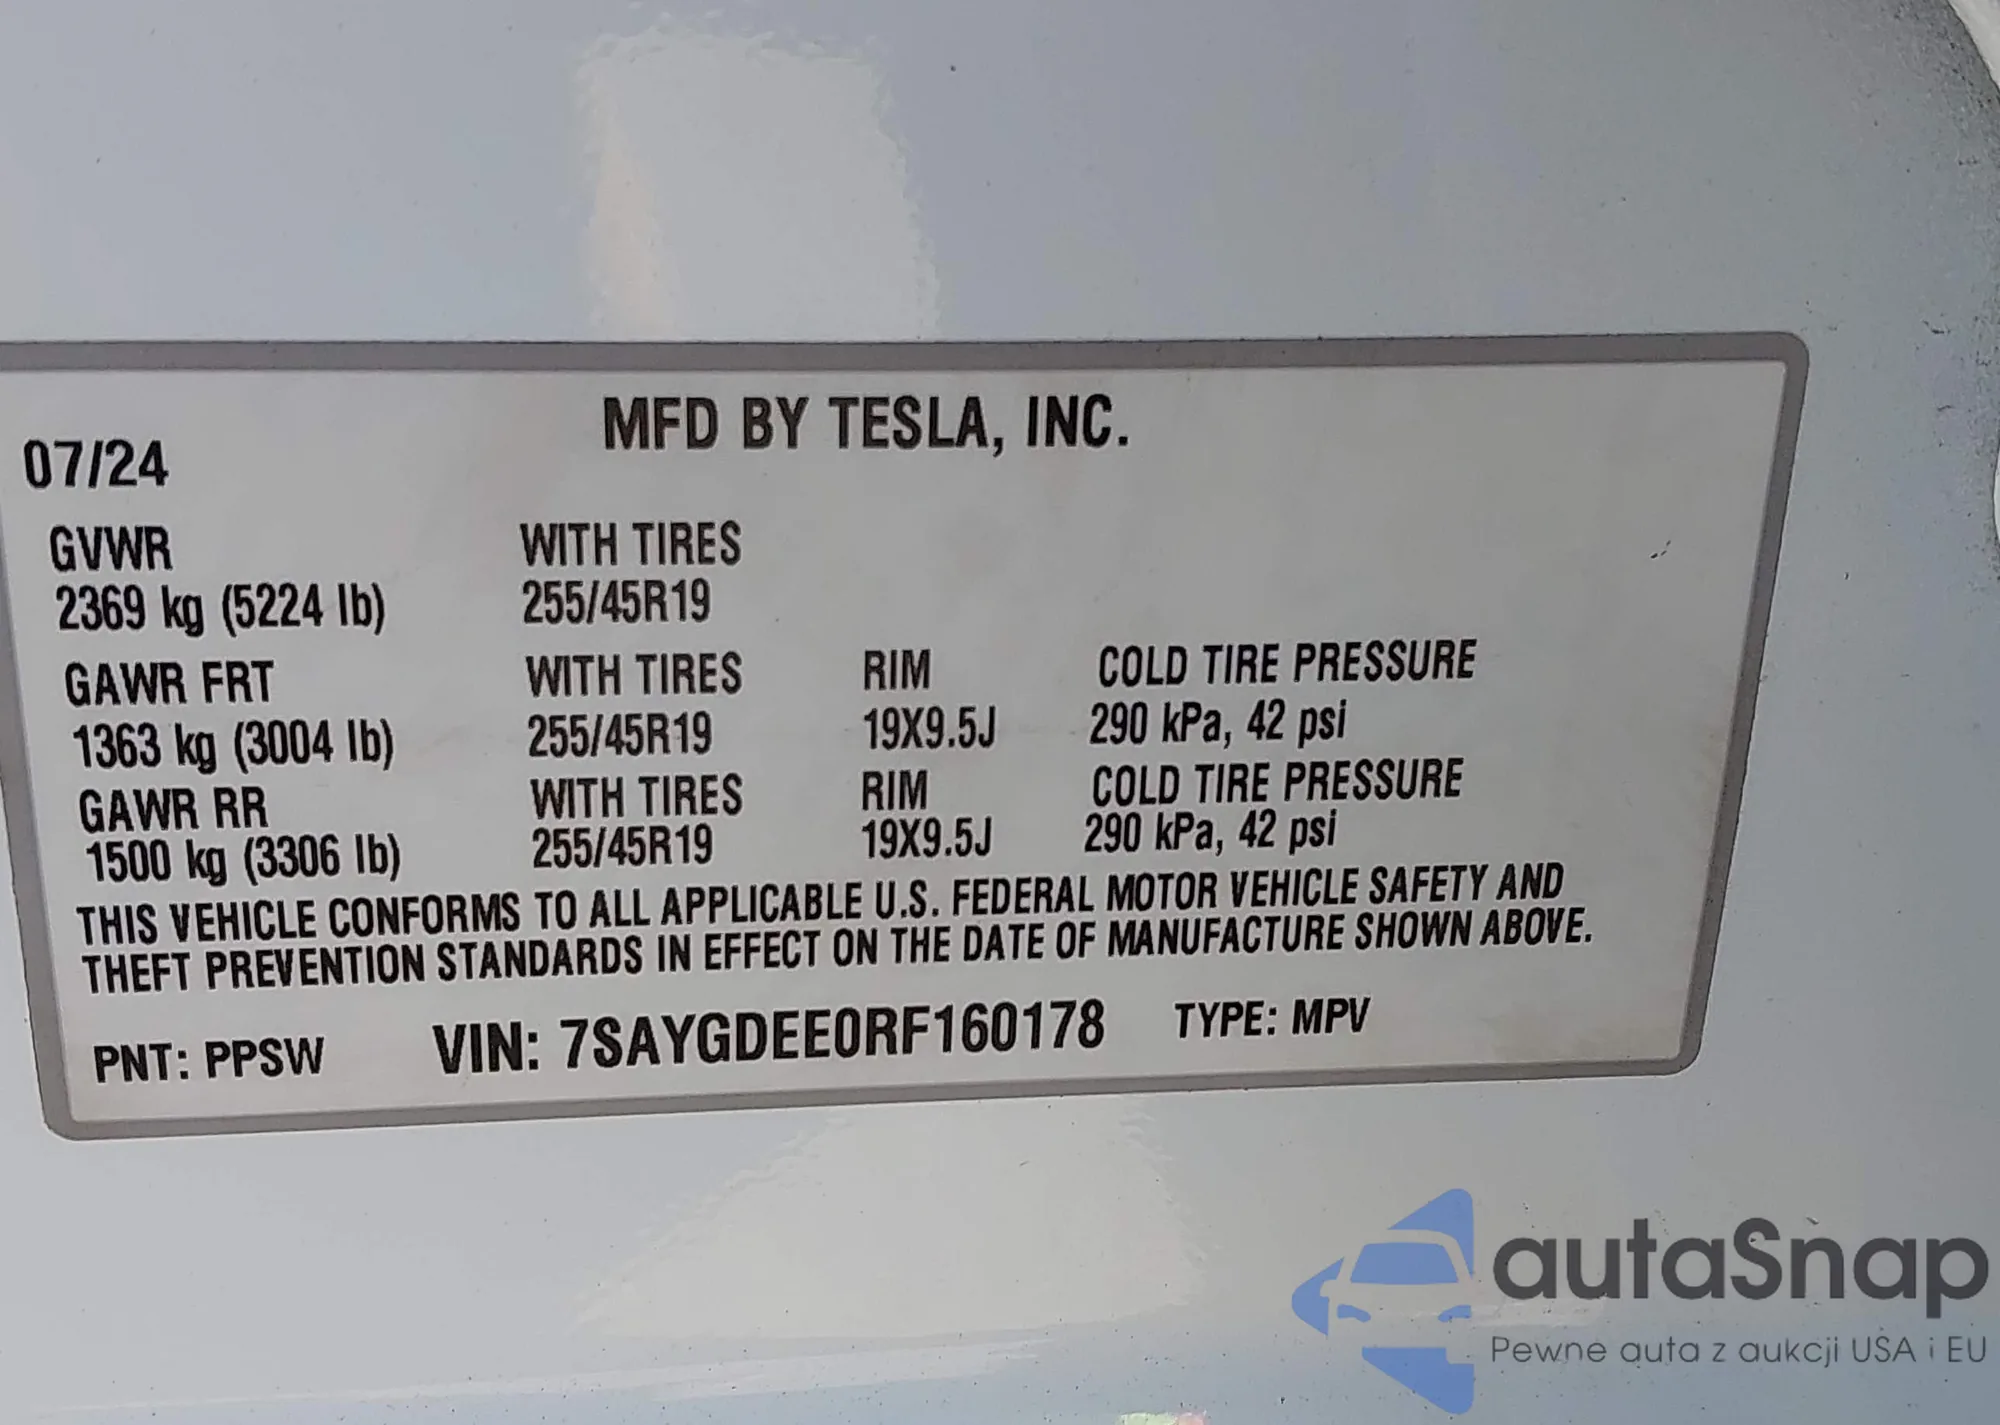 MFD BY TESLA, INC.
07/24
GVWR WITH TIRES
2369 kg (5224 lb) 255/45R19
GAWR FRT WITH TIRES RIM COLD TIRE PRESSURE
1363 kg (3004 lb) 255/45R19 19X9.5J 290 kPa, 42 psi
GAWR RR WITH TIRES RIM COLD TIRE PRESSURE
1500 kg (3306 lb) 255/45R19 19X9.5J 290 kPa, 42 psi
THIS VEHICLE CONFORMS TO ALL APPLICABLE U.S. FEDERAL MOTOR VEHICLE SAFETY AND
THEFT PREVENTION STANDARDS IN EFFECT ON THE DATE OF MANUFACTURE SHOWN ABOVE.
PNT: PPSW VIN: 7SAYGDEE0RF160178 TYPE: MPV
autaSnap
Pewne auta z aukcji USA i EU